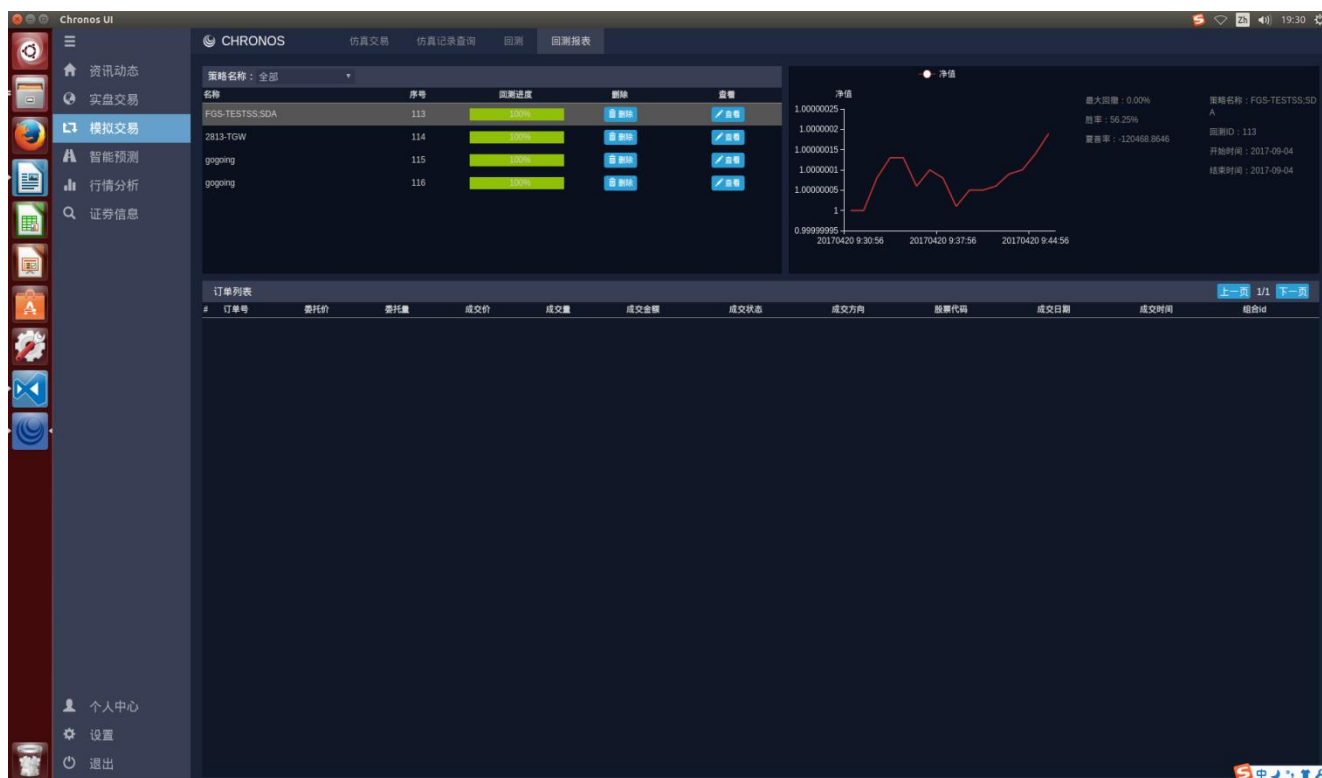 Chronos UI
Zh
19:30
CHRONOS
仿真交易
仿真记录查询
回测
回测报表
资讯动态
实盘交易
模拟交易
智能预测
行情分析
证券信息
个人中心
设置
退出
策略名称：全部
名称 序号 回测进度 删除 查看
FGS-TESTSS;SDA 113 100% 删除 查看
2813-TGW 114 100% 删除 查看
gogoing 115 100% 删除 查看
gogoing 116 100% 删除 查看
净值
净值
1.00000025
1.0000002
1.00000015
1.0000001
1.00000005
1
0.99999995
20170420 9:30:56 20170420 9:37:56 20170420 9:44:56
最大回撤：0.00%
胜率：56.25%
夏普率：-120468.8646
策略名称：FGS-TESTSS;SD
A
回测ID：113
开始时间：2017-09-04
结束时间：2017-09-04
订单列表
上一页 1/1 下一页
# 订单号 委托价 委托量 成交价 成交量 成交金额 成交状态 成交方向 股票代码 成交日期 成交时间 组合id
中